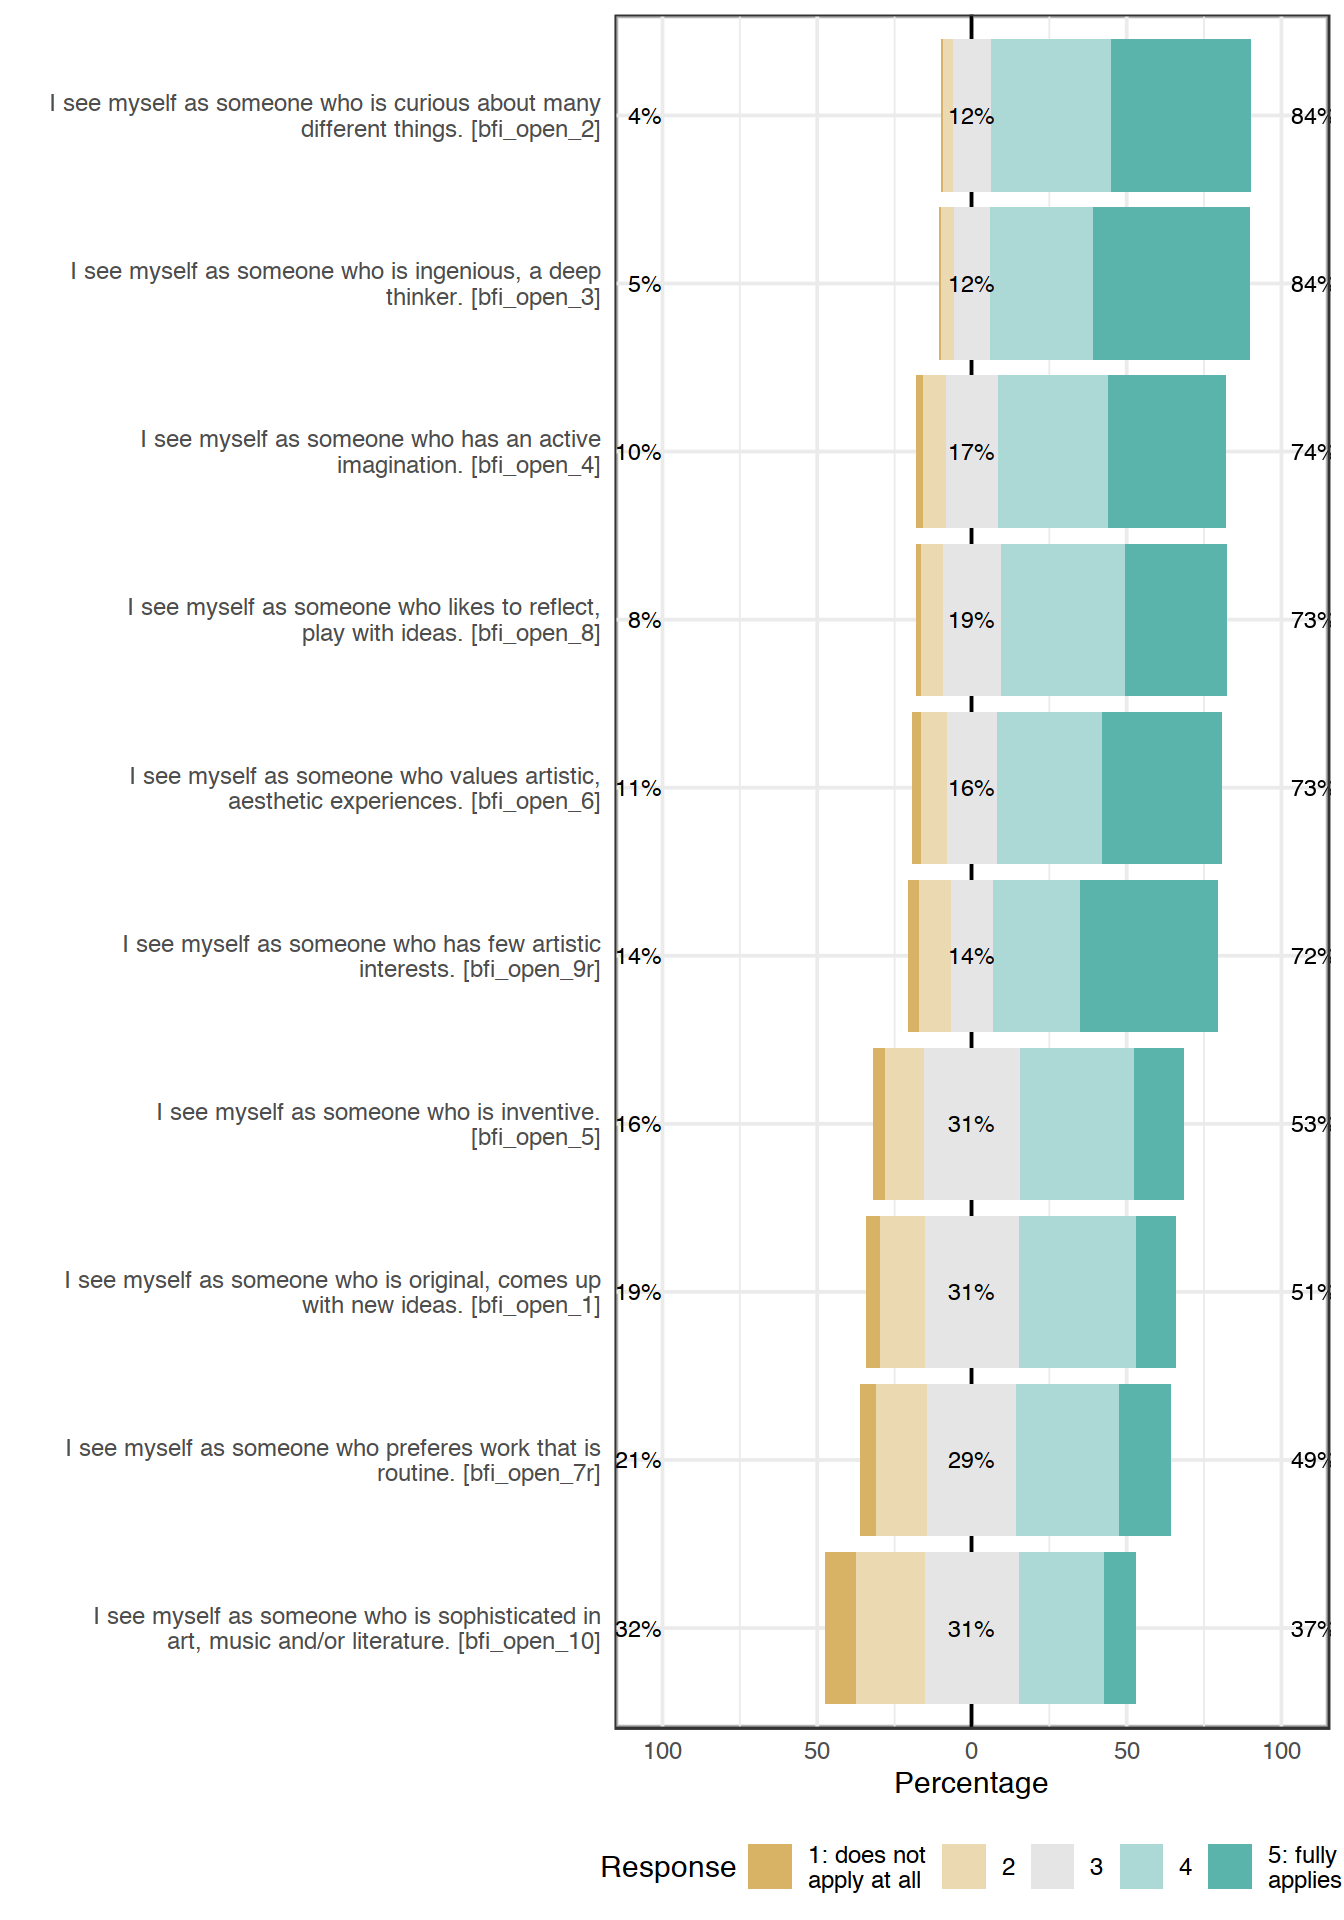 I see myself as someone who is curious about many
different things. [bfi_open_2]
4%
12%
84%
I see myself as someone who is ingenious, a deep
thinker. [bfi_open_3]
5%
12%
84%
I see myself as someone who has an active
imagination. [bfi_open_4]
10%
17%
74%
I see myself as someone who likes to reflect,
play with ideas. [bfi_open_8]
8%
19%
73%
I see myself as someone who values artistic,
aesthetic experiences. [bfi_open_6]
11%
16%
73%
I see myself as someone who has few artistic
interests. [bfi_open_9r]
14%
14%
72%
I see myself as someone who is inventive.
[bfi_open_5]
16%
31%
53%
I see myself as someone who is original, comes up
with new ideas. [bfi_open_1]
19%
31%
51%
I see myself as someone who preferes work that is
routine. [bfi_open_7r]
21%
29%
49%
I see myself as someone who is sophisticated in
art, music and/or literature. [bfi_open_10]
32%
31%
37%
100 50 0 50 100
Percentage
Response
1: does not
apply at all
2
3
4
5: fully
applies